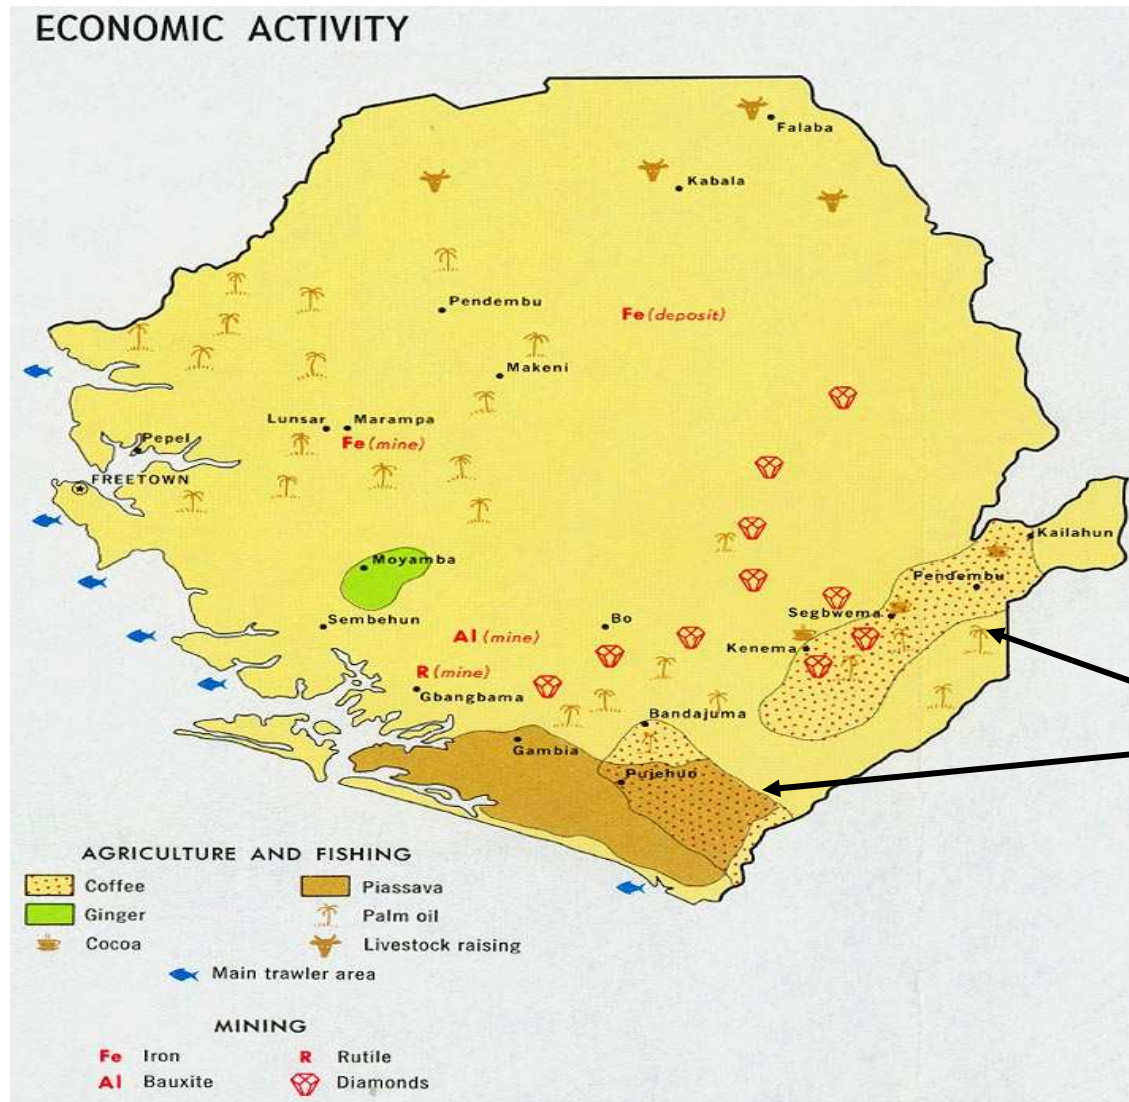 ECONOMIC ACTIVITY
Falaba
Kabala
Pendembu
Fe (deposit)
Makeni
Lunsar Marampa
Fe (mine)
Pepel
FREETOWN
Kailahun
Moyamba
Pendembu
Segbwema
Sembehun
Bo
Al (mine)
Kenema
R (mine)
Gbangbama
Bandajuma
Gambia
Pujehun
AGRICULTURE AND FISHING
Coffee Piassava
Ginger Palm oil
Cocoa Livestock raising
Main trawler area
MINING
Fe Iron R Rutile
Al Bauxite Diamonds